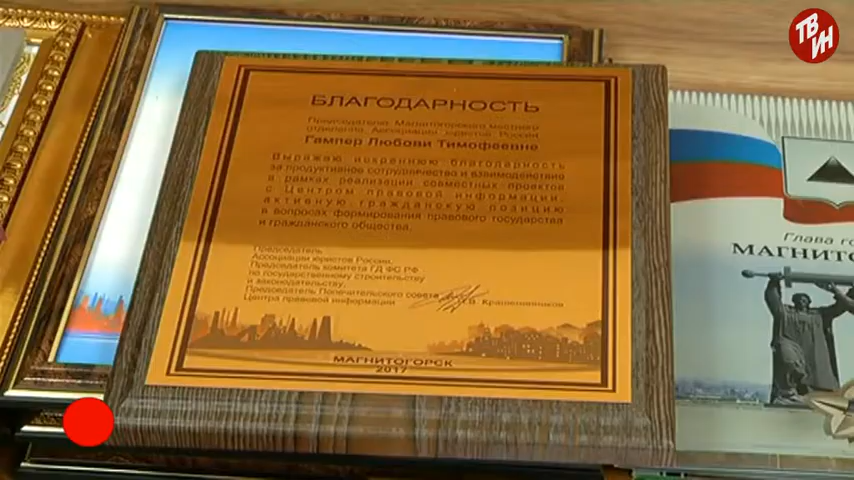 ТВ
ИН
БЛАГОДАРНОСТЬ
Председателю Магнитогорского местного
отделения Ассоциации юристов России
Гампер Любови Тимофеевне
Выражаю искреннюю благодарность
за продуктивное сотрудничество и взаимодействие
в рамках реализации совместных проектов
с Центром правовой информации,
активную гражданскую позицию
в вопросах формирования правового государства
и гражданского общества.
Председатель
Ассоциации юристов России,
Председатель комитета ГД ФС РФ
по государственному строительству
и законодательству,
Председатель Попечительского совета
Центра правовой информации П.В. Крашенинников
МАГНИТОГОРСК
2017
Глава
МАГНИТО